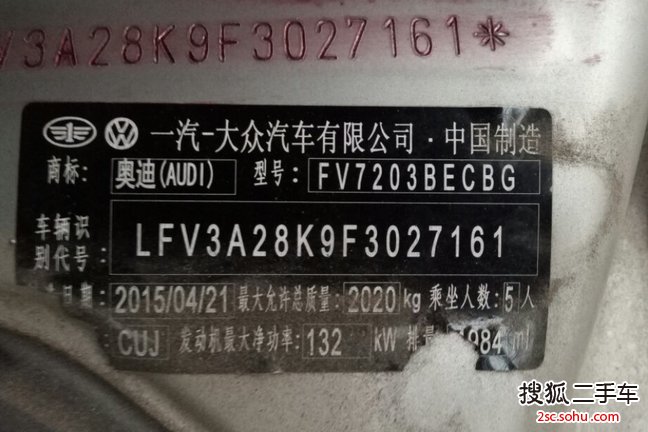 V3A28K9F3027161*
一汽-大众汽车有限公司·中国制造
商标: 奥迪(AUDI) 型号: FV7203BECBG
车辆识别代号: LFV3A28K9F3027161
日期: 2015/04/21 最大允许总质量: 2020 kg 乘坐人数: 5 人
CUJ 发动机最大净功率: 132 kW 排量 984 ml
搜狐二手车
2sc.sohu.com